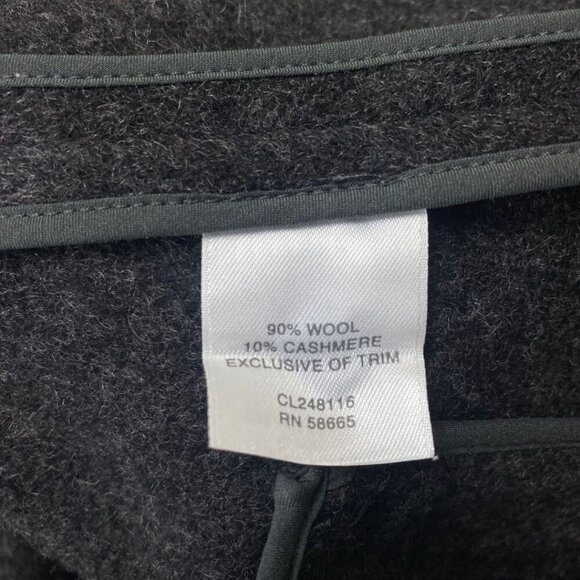 90% WOOL
10% CASHMERE
EXCLUSIVE OF TRIM
CL248116
RN 58665